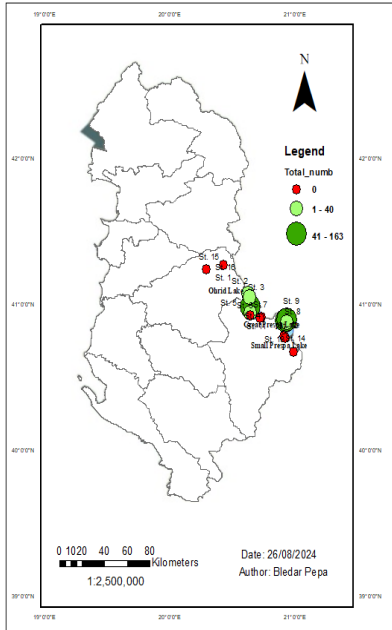 19°0'0"E 20°0'0"E 21°0'0"E
N
42°0'0"N 42°0'0"N
Legend
Total_numb
0
1 - 40
41 - 163
St. 15
St. 16
St. 1
St. 2
St. 3
Ohrid Lake
St. 5
St. 9
St. 8
41°0'0"N 41°0'0"N
Small Prespa Lake
14
40°0'0"N 40°0'0"N
0 10 20 40 60 80
Kilometers
1:2,500,000
Date: 26/08/2024
Author: Bledar Pepa
39°0'0"N 39°0'0"N
19°0'0"E 20°0'0"E 21°0'0"E